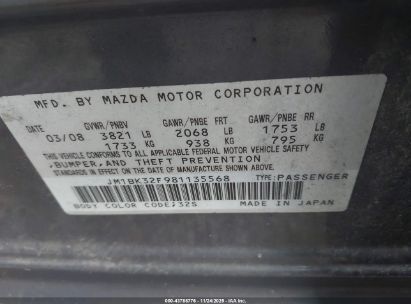 MFD. BY MAZDA MOTOR CORPORATION
DATE GVWR/PNBV GAWR/PNBE FRT GAWR/PNBE RR
03/08 3821 LB 2068 LB 1753 LB
1733 KG 938 KG 795 KG
THIS VEHICLE CONFORMS TO ALL APPLICABLE FEDERAL MOTOR VEHICLE SAFETY
BUMPER, AND THEFT PREVENTION
STANDARDS IN EFFECT ON THE DATE OF MANUFACTURE SHOWN ABOVE.
JM1BK32F981135568 TYPE:PASSENGER
BODY COLOR CODE:32S MADE IN JAPAN